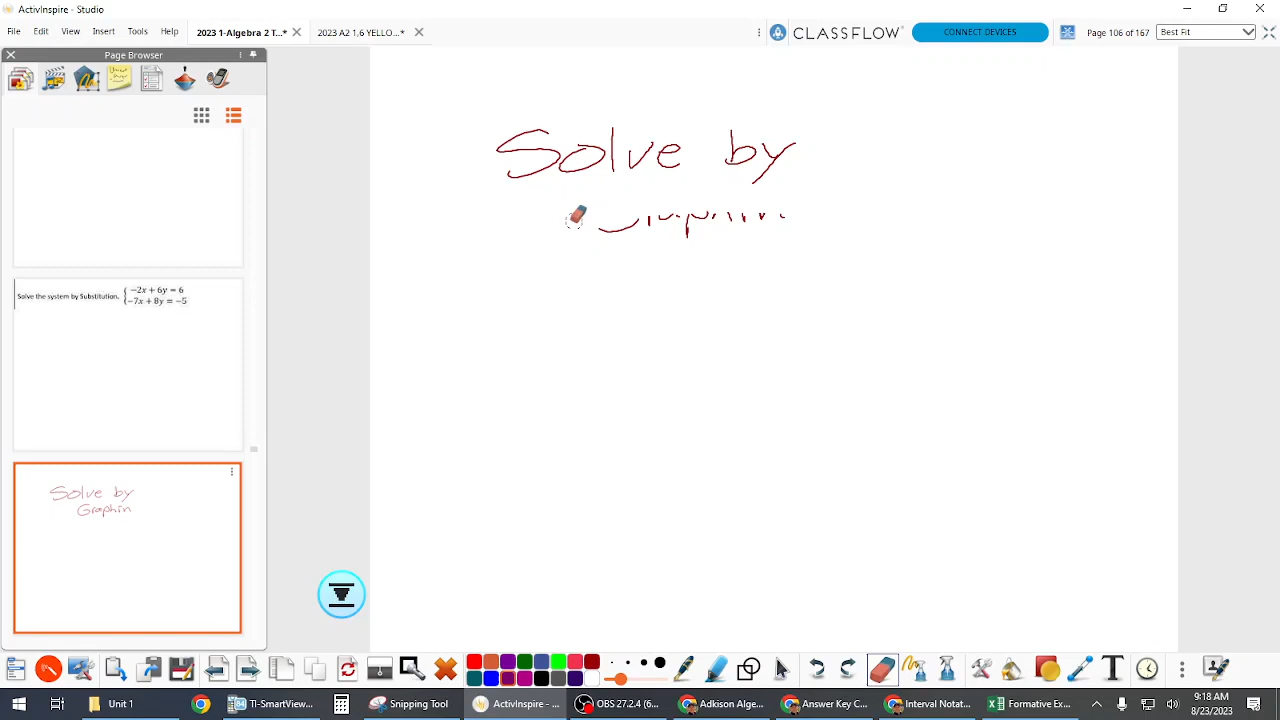 ActivInspire - Studio
File Edit View Insert Tools Help 2023 1-Algebra 2 T...* 2023 A2 1.6 YELLO...* CLASSFLOW CONNECT DEVICES Page 106 of 167 Best Fit
Page Browser
Solve the system by Substitution. { −2x + 6y = 6
−7x + 8y = −5
Solve by
Graphin
Solve by
Unit 1 TI-SmartView... Snipping Tool ActivInspire - ... OBS 27.2.4 (6... Adkison Alge... Answer Key C... Interval Notat... Formative Ex... 9:18 AM
8/23/2023